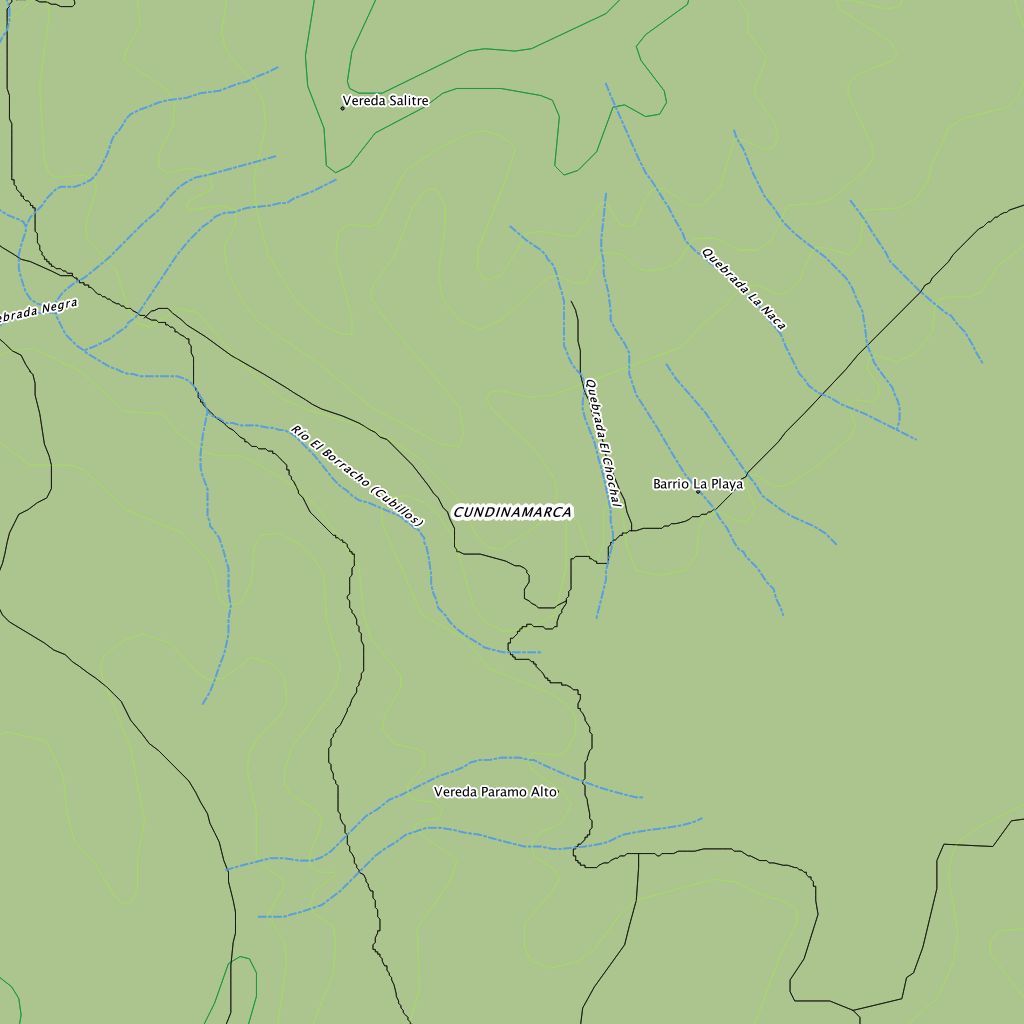 Vereda Salitre
Quebrada La Naca
ebrada Negra
Quebrada El Chochal
Río El Borracho (Cubillos)
Barrio La Playa
CUNDINAMARCA
Vereda Paramo Alto